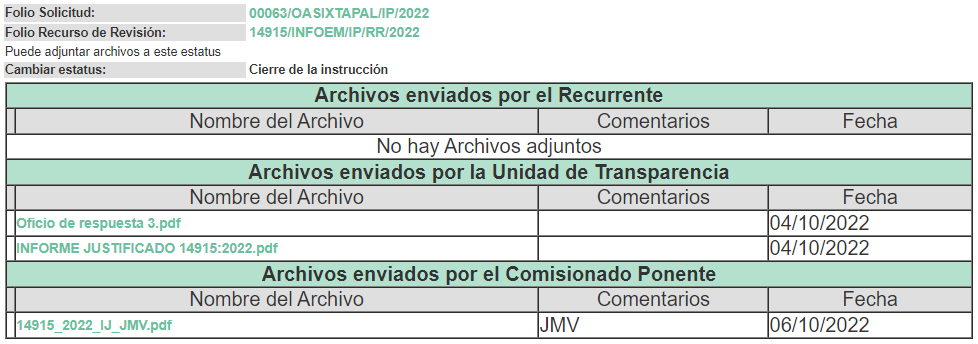 Folio Solicitud: 00063/OASIXTAPAL/IP/2022
Folio Recurso de Revisión: 14915/INFOEM/IP/RR/2022
Puede adjuntar archivos a este estatus
Cambiar estatus: Cierre de la instrucción
Archivos enviados por el Recurrente
Nombre del Archivo Comentarios Fecha
No hay Archivos adjuntos
Archivos enviados por la Unidad de Transparencia
Nombre del Archivo Comentarios Fecha
Oficio de respuesta 3.pdf 04/10/2022
INFORME JUSTIFICADO 14915:2022.pdf 04/10/2022
Archivos enviados por el Comisionado Ponente
Nombre del Archivo Comentarios Fecha
14915_2022_IJ_JMV.pdf JMV 06/10/2022